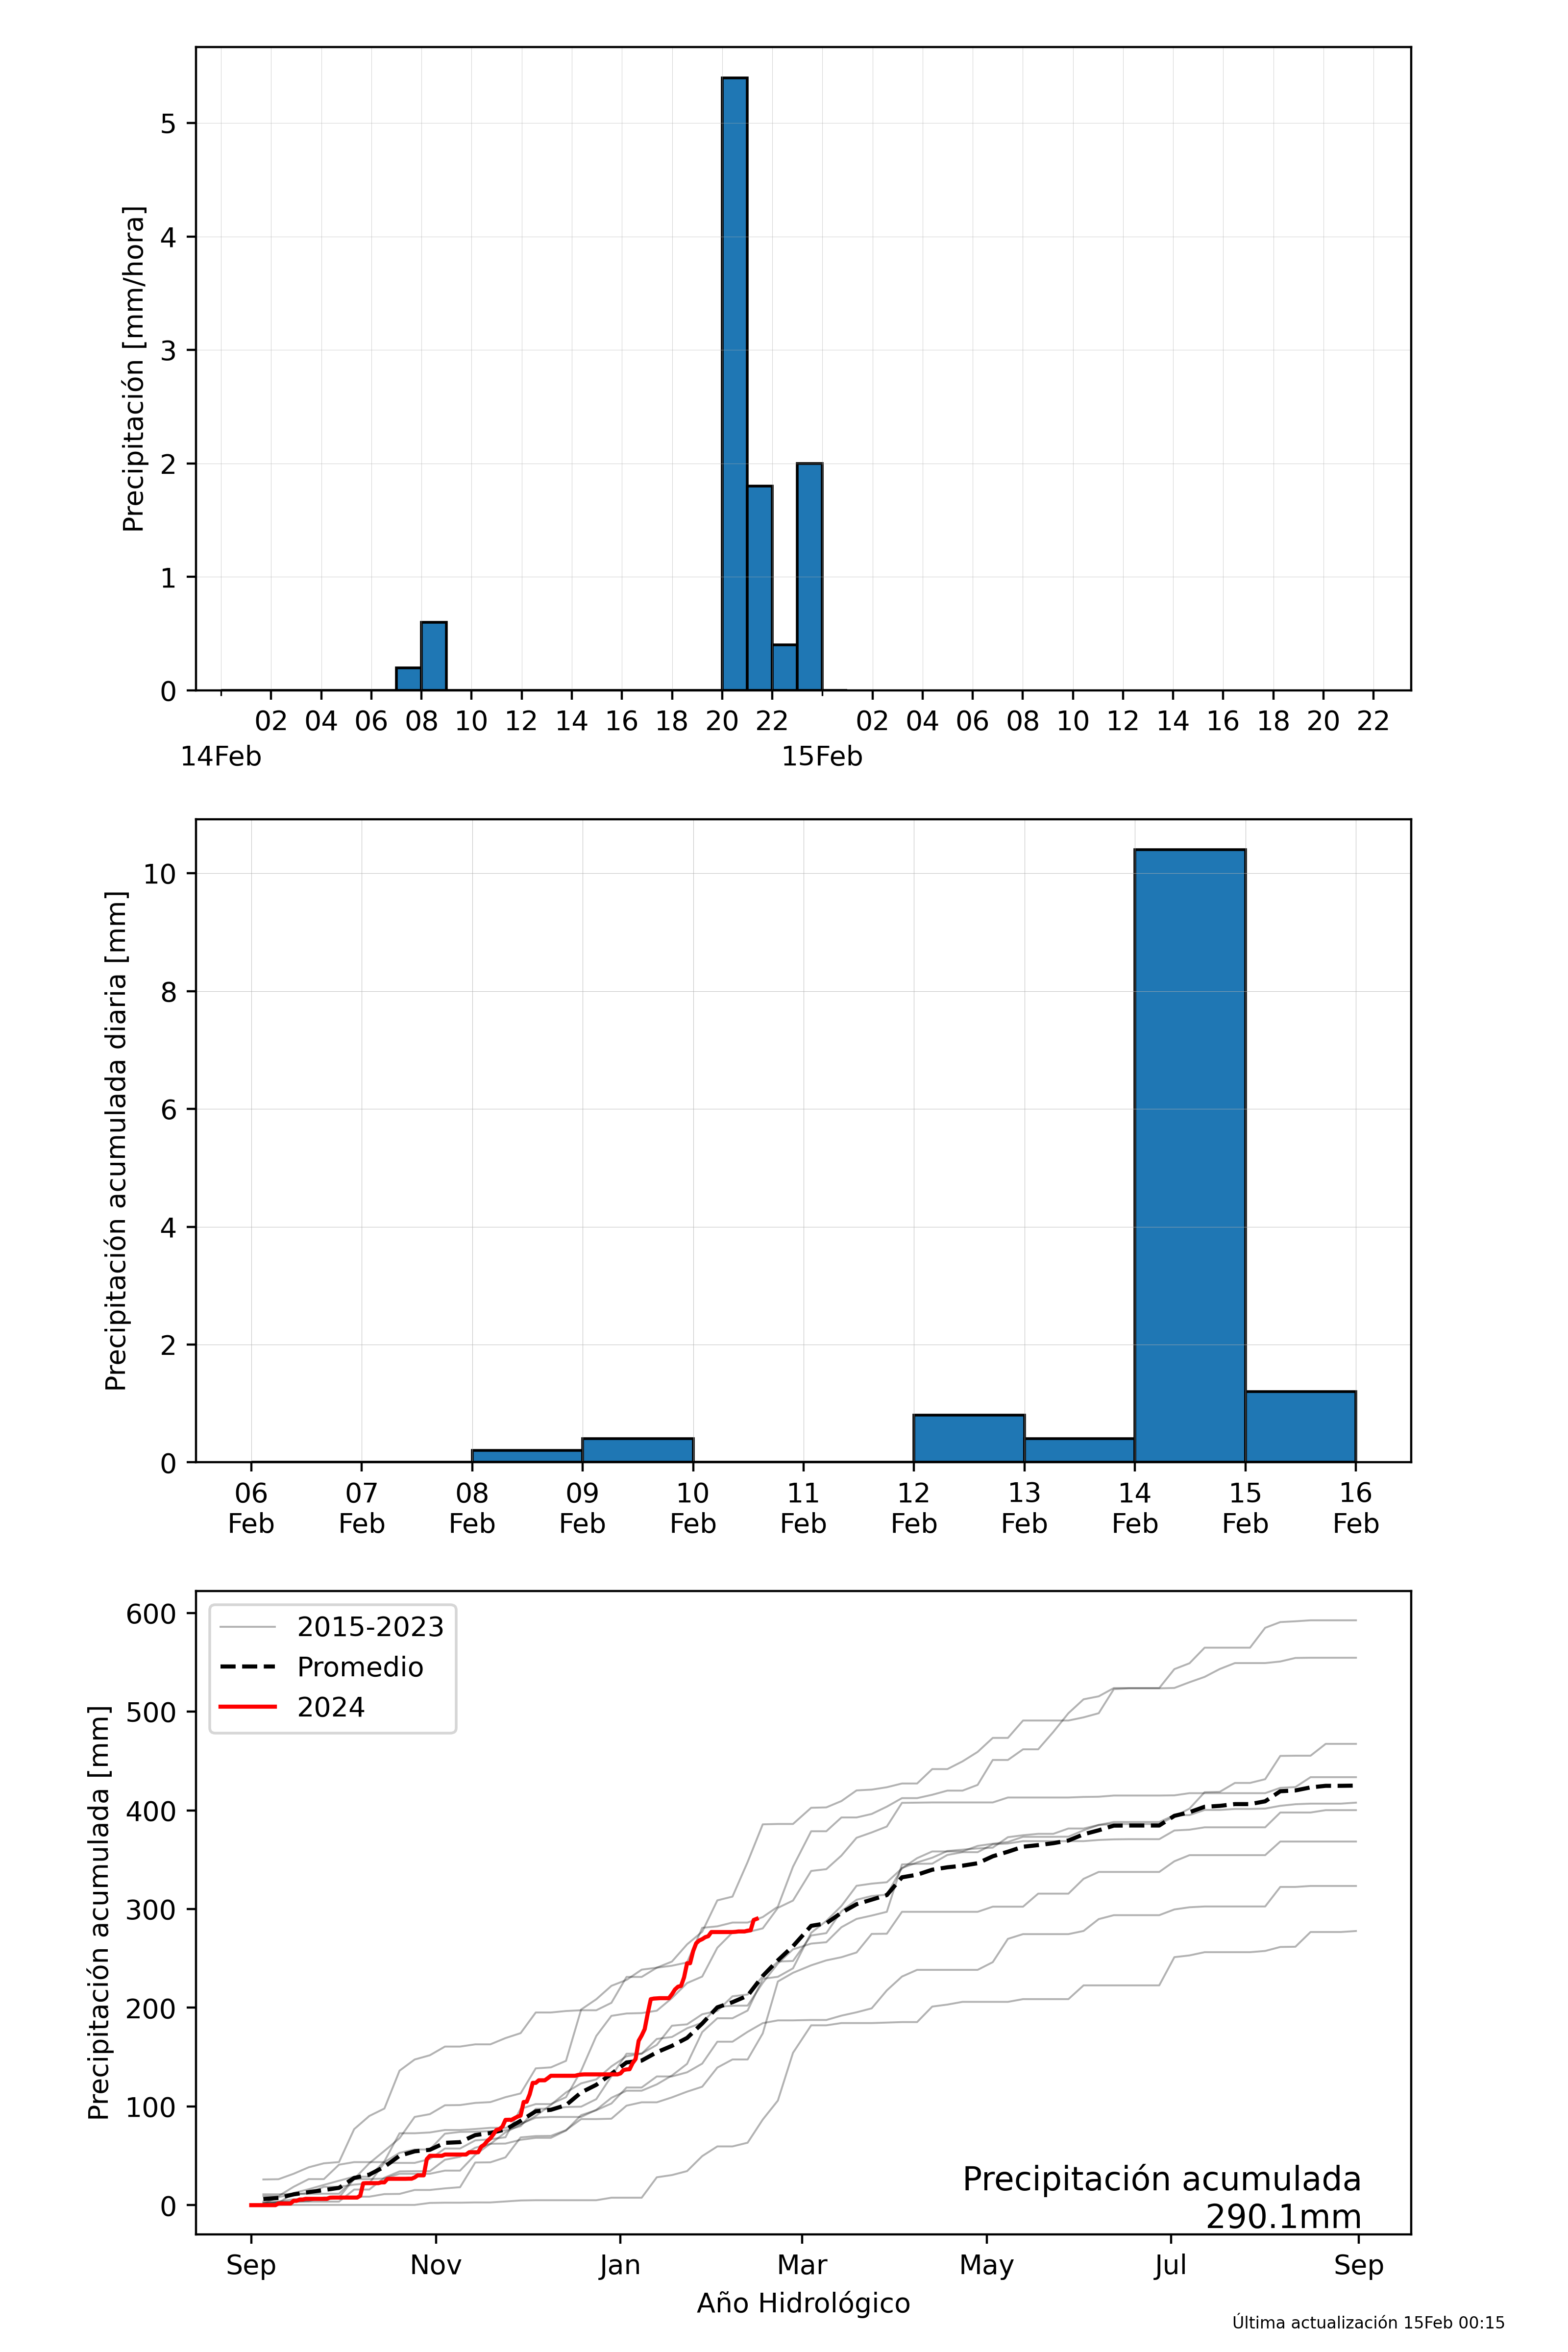 Precipitación [mm/hora]
5
4
3
2
1
0
02 04 06 08 10 12 14 16 18 20 22 02 04 06 08 10 12 14 16 18 20 22
14Feb 15Feb
Precipitación acumulada diaria [mm]
10
8
6
4
2
0
06 07 08 09 10 11 12 13 14 15 16
Feb Feb Feb Feb Feb Feb Feb Feb Feb Feb Feb
Precipitación acumulada [mm]
600
500
400
300
200
100
0
2015-2023
Promedio
2024
Precipitación acumulada
290.1mm
Sep Nov Jan Mar May Jul Sep
Año Hidrológico
Última actualización 15Feb 00:15